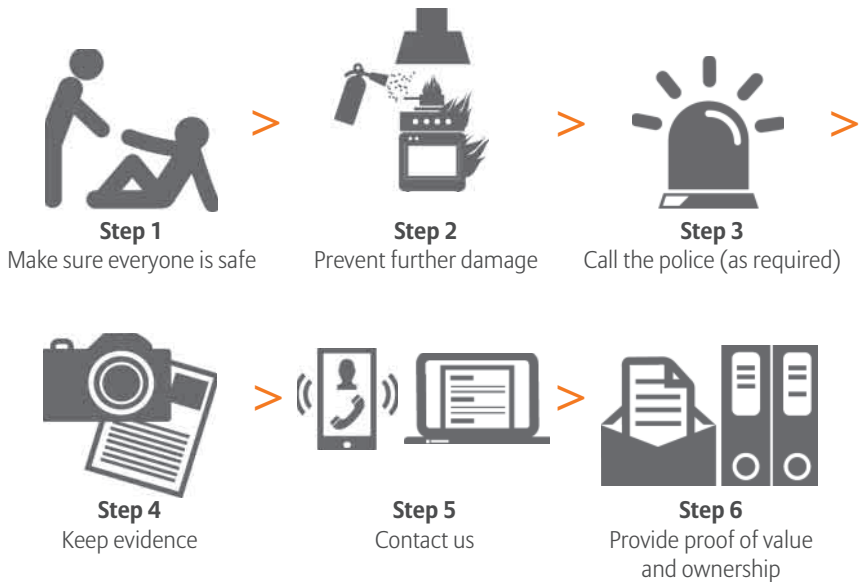 Step 1
Make sure everyone is safe
Step 2
Prevent further damage
Step 3
Call the police (as required)
Step 4
Keep evidence
Step 5
Contact us
Step 6
Provide proof of value
and ownership